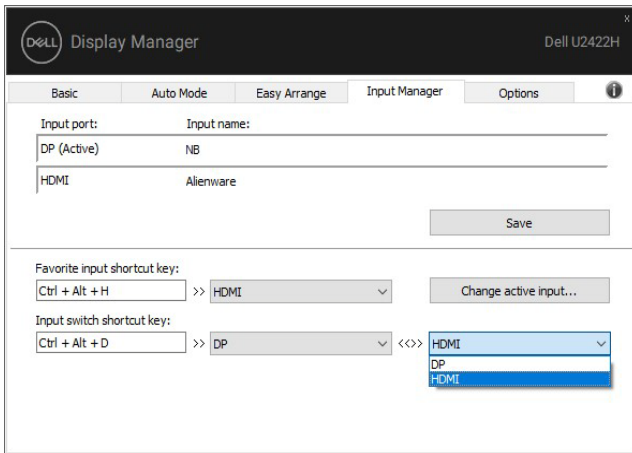 DELL Display Manager Dell U2422H x
Basic Auto Mode Easy Arrange Input Manager Options i
Input port: Input name:
DP (Active) NB
HDMI Alienware
Save
Favorite input shortcut key:
Ctrl + Alt + H >> HDMI Change active input...
Input switch shortcut key:
Ctrl + Alt + D >> DP <<>> HDMI
DP
HDMI